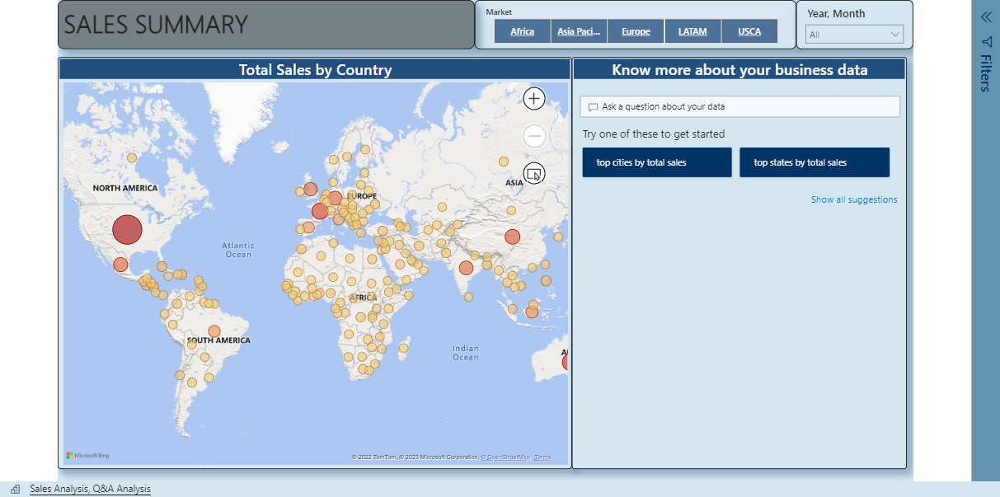 SALES SUMMARY
Market
Africa
Asia Paci...
Europe
LATAM
USCA
Year, Month
All
Filters
Total Sales by Country
NORTH AMERICA
EUROPE
ASIA
Atlantic
Ocean
AFRICA
SOUTH AMERICA
Indian
Ocean
A
Microsoft Bing
© 2022 TomTom, © 2023 Microsoft Corporation, © OpenStreetMap Terms
Know more about your business data
Ask a question about your data
Try one of these to get started
top cities by total sales
top states by total sales
Show all suggestions
Sales Analysis, Q&A Analysis